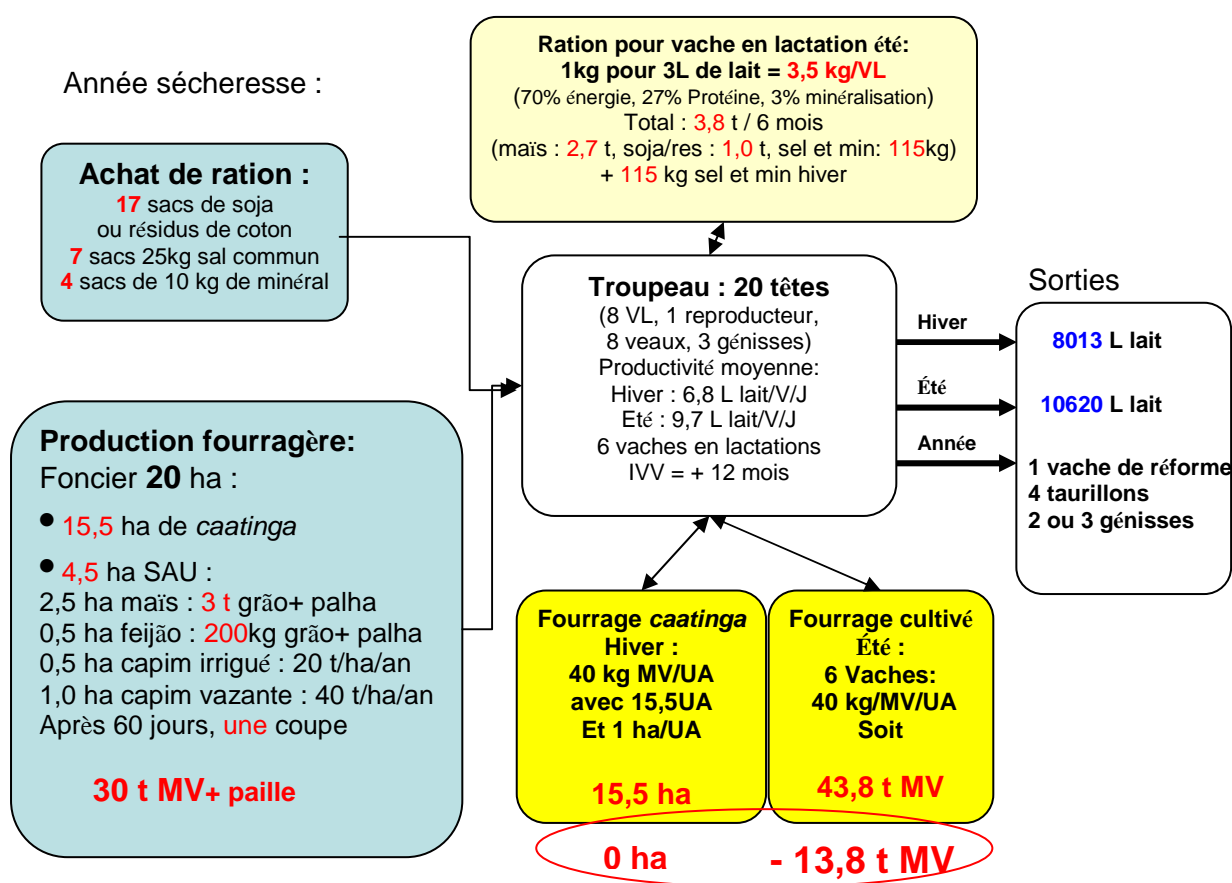 Année sécheresse :
Ration pour vache en lactation été:
1kg pour 3L de lait = 3,5 kg/VL
(70% énergie, 27% Protéine, 3% minéralisation)
Total : 3,8 t / 6 mois
(maïs : 2,7 t, soja/res : 1,0 t, sel et min: 115kg)
+ 115 kg sel et min hiver
Achat de ration :
17 sacs de soja
ou résidus de coton
7 sacs 25kg sal commun
4 sacs de 10 kg de minéral
Troupeau : 20 têtes
(8 VL, 1 reproducteur,
8 veaux, 3 génisses)
Productivité moyenne:
Hiver : 6,8 L lait/V/J
Eté : 9,7 L lait/V/J
6 vaches en lactations
IVV = + 12 mois
Hiver
Été
Année
Sorties
8013 L lait
10620 L lait
1 vache de réforme
4 taurillons
2 ou 3 génisses
Production fourragère:
Foncier 20 ha :
• 15,5 ha de caatinga
• 4,5 ha SAU :
2,5 ha maïs : 3 t grão+ palha
0,5 ha feijão : 200kg grão+ palha
0,5 ha capim irrigué : 20 t/ha/an
1,0 ha capim vazante : 40 t/ha/an
Après 60 jours, une coupe
30 t MV+ paille
Fourrage caatinga
Hiver :
40 kg MV/UA
avec 15,5UA
Et 1 ha/UA
15,5 ha
Fourrage cultivé
Été :
6 Vaches:
40 kg/MV/UA
Soit
43,8 t MV
0 ha
- 13,8 t MV